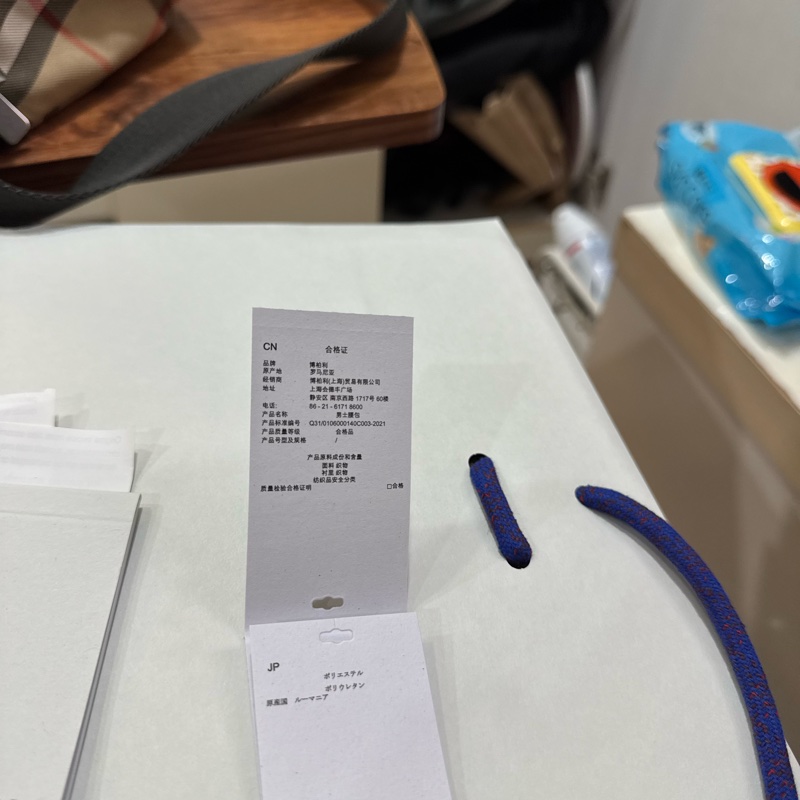 CN 合格证
品牌 博柏利
原产地 罗马尼亚
经销商 博柏利(上海)贸易有限公司
地址 上海会德丰广场
静安区 南京西路 1717号 60楼
电话: 86 - 21 - 6171 8600
产品名称 男士腰包
产品标准编号 Q31/0106000140C003-2021
产品质量等级 合格品
产品号型及规格 /
产品原料成份和含量
面料 织物
衬里 织物
纺织品安全分类
质量检验合格证明 □合格
JP
ポリエステル
ポリウレタン
原産国 ルーマニア